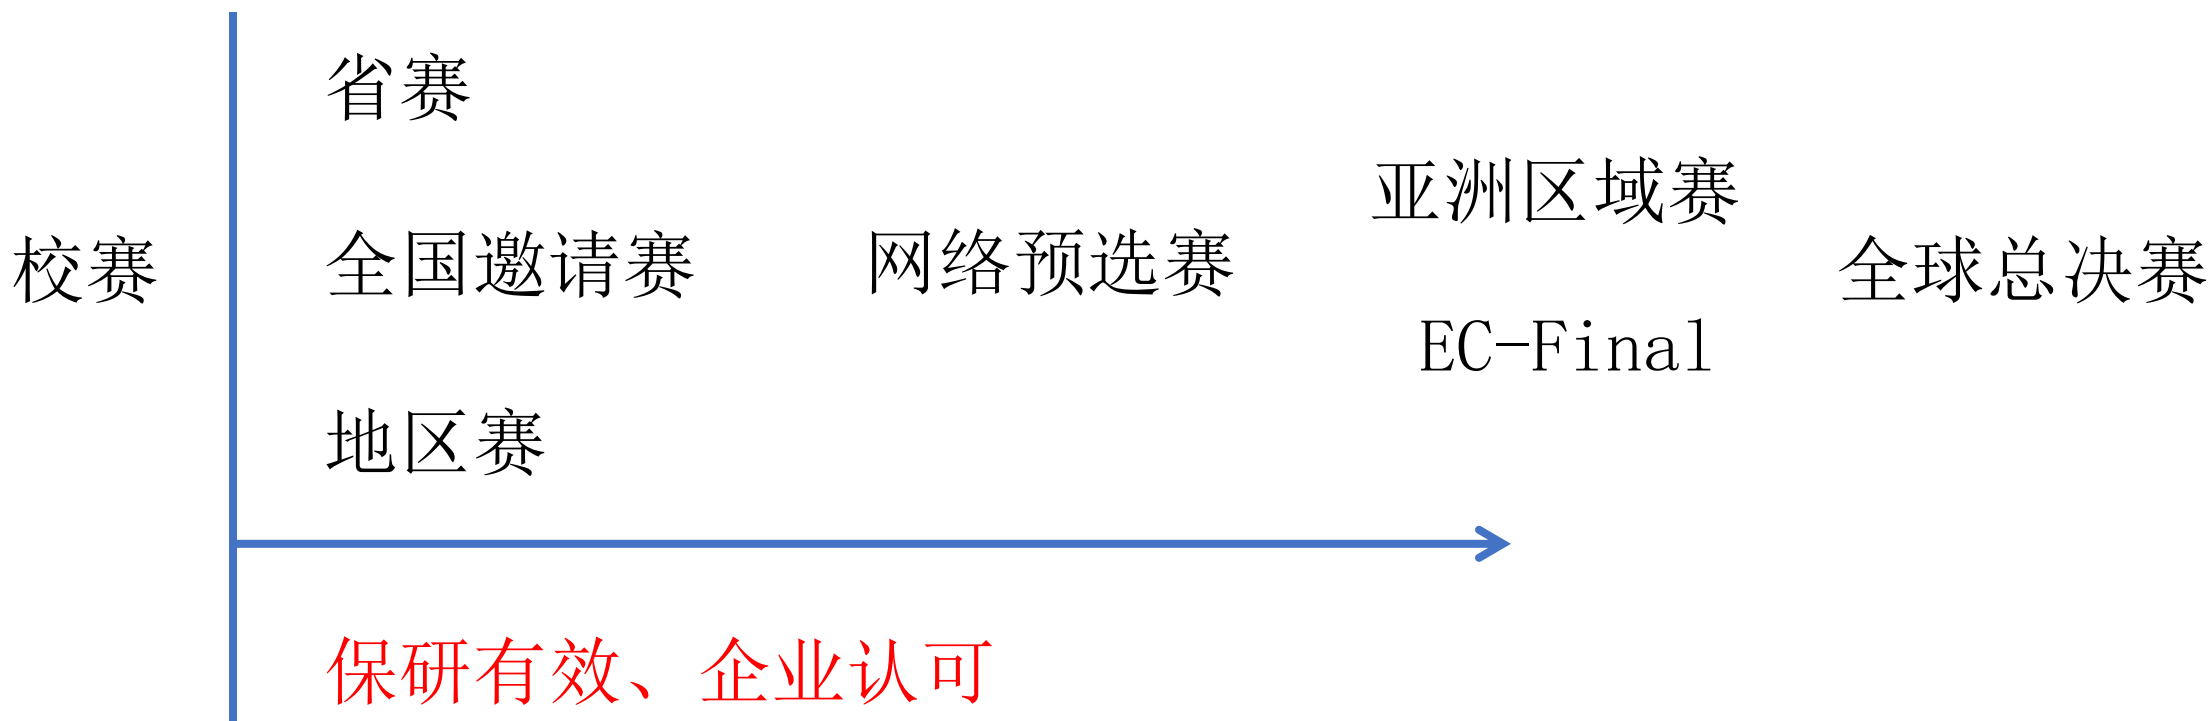 校赛
省赛
全国邀请赛
地区赛
网络预选赛
亚洲区域赛
EC-Final
全球总决赛
保研有效、企业认可